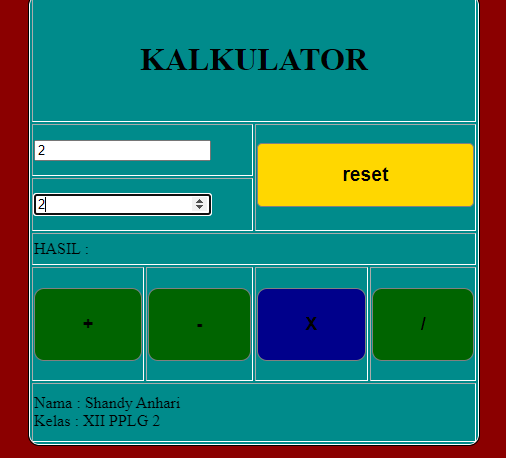 KALKULATOR
2
reset
2
HASIL :
+ - X /
Nama : Shandy Anhari
Kelas : XII PPLG 2